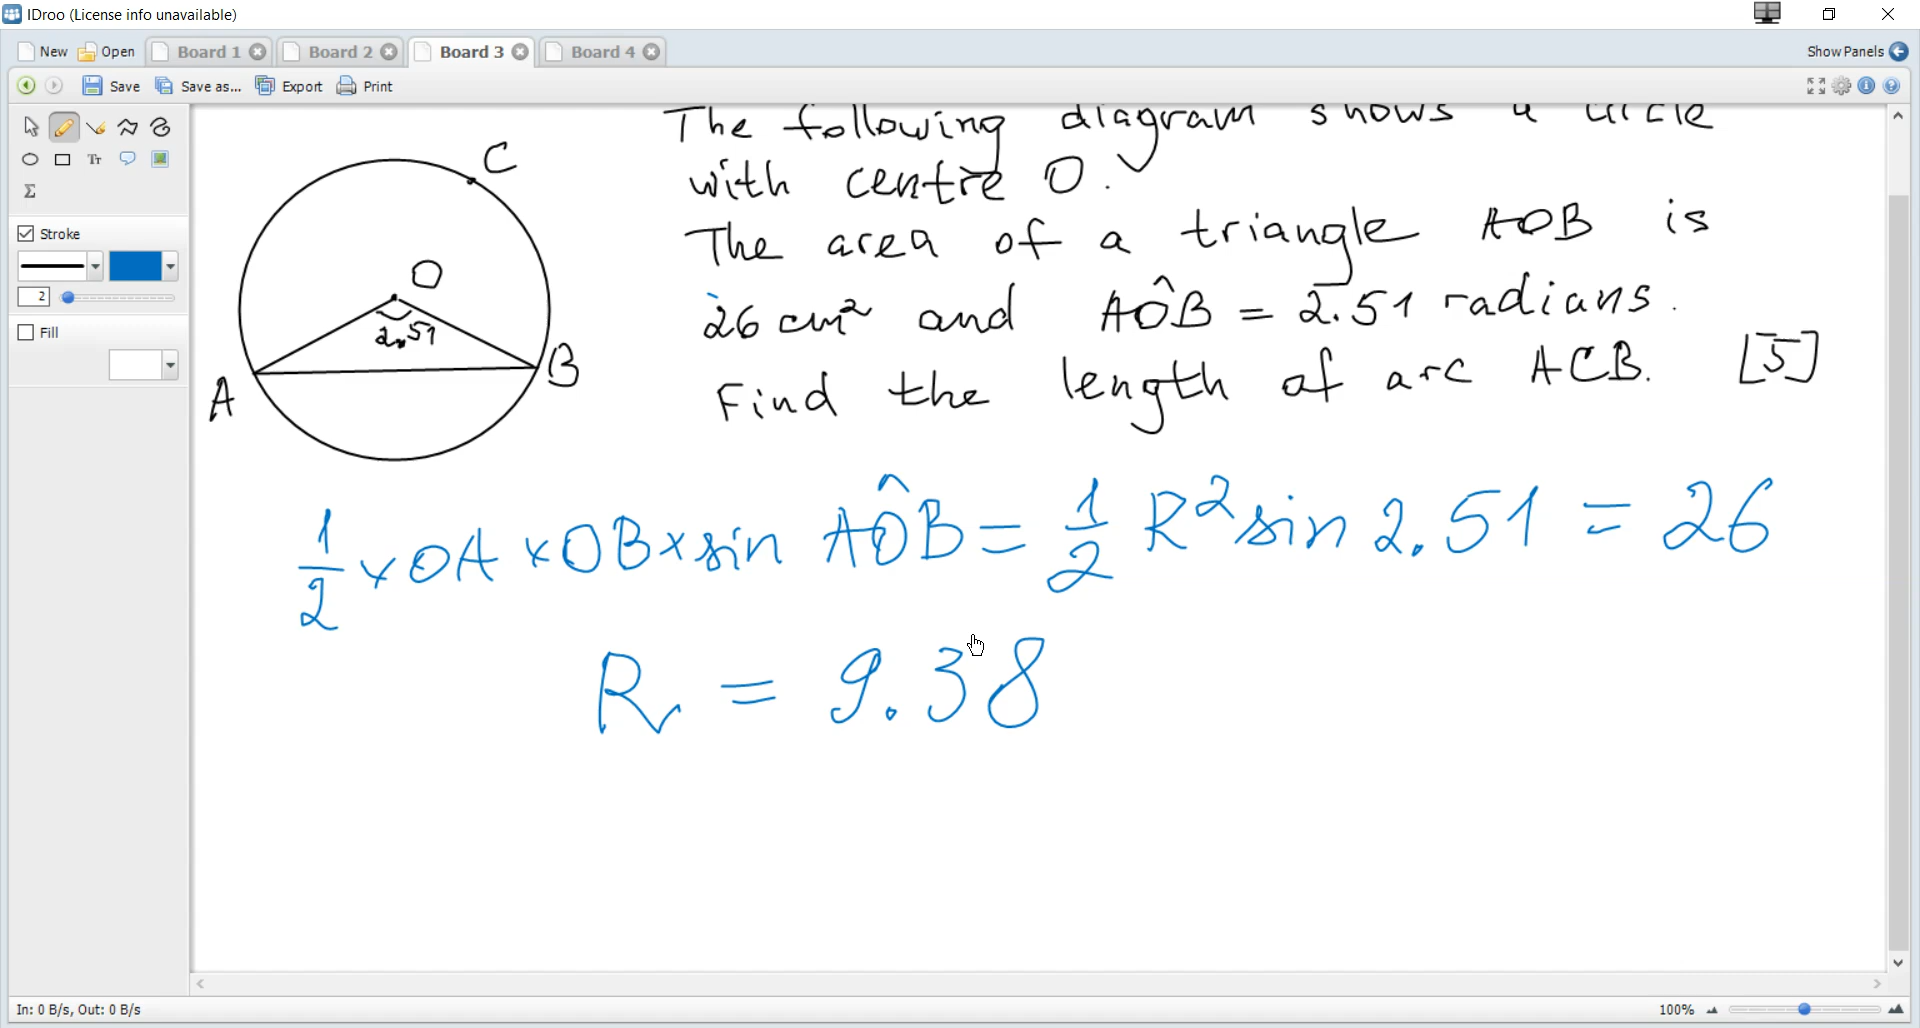 IDroo (License info unavailable)
New Open Board 1 Board 2 Board 3 Board 4 Show Panels
Save Save as... Export Print
Stroke
2
Fill
C
O
2.51
A
B
The following diagram shows a circle
with centre O.
The area of a triangle AOB is
26 cm² and AÔB = 2.51 radians.
Find the length of arc ACB. [5]
1/2 × OA × OB × sin AÔB = 1/2 R² sin 2.51 = 26
R = 9.38
In: 0 B/s, Out: 0 B/s
100%